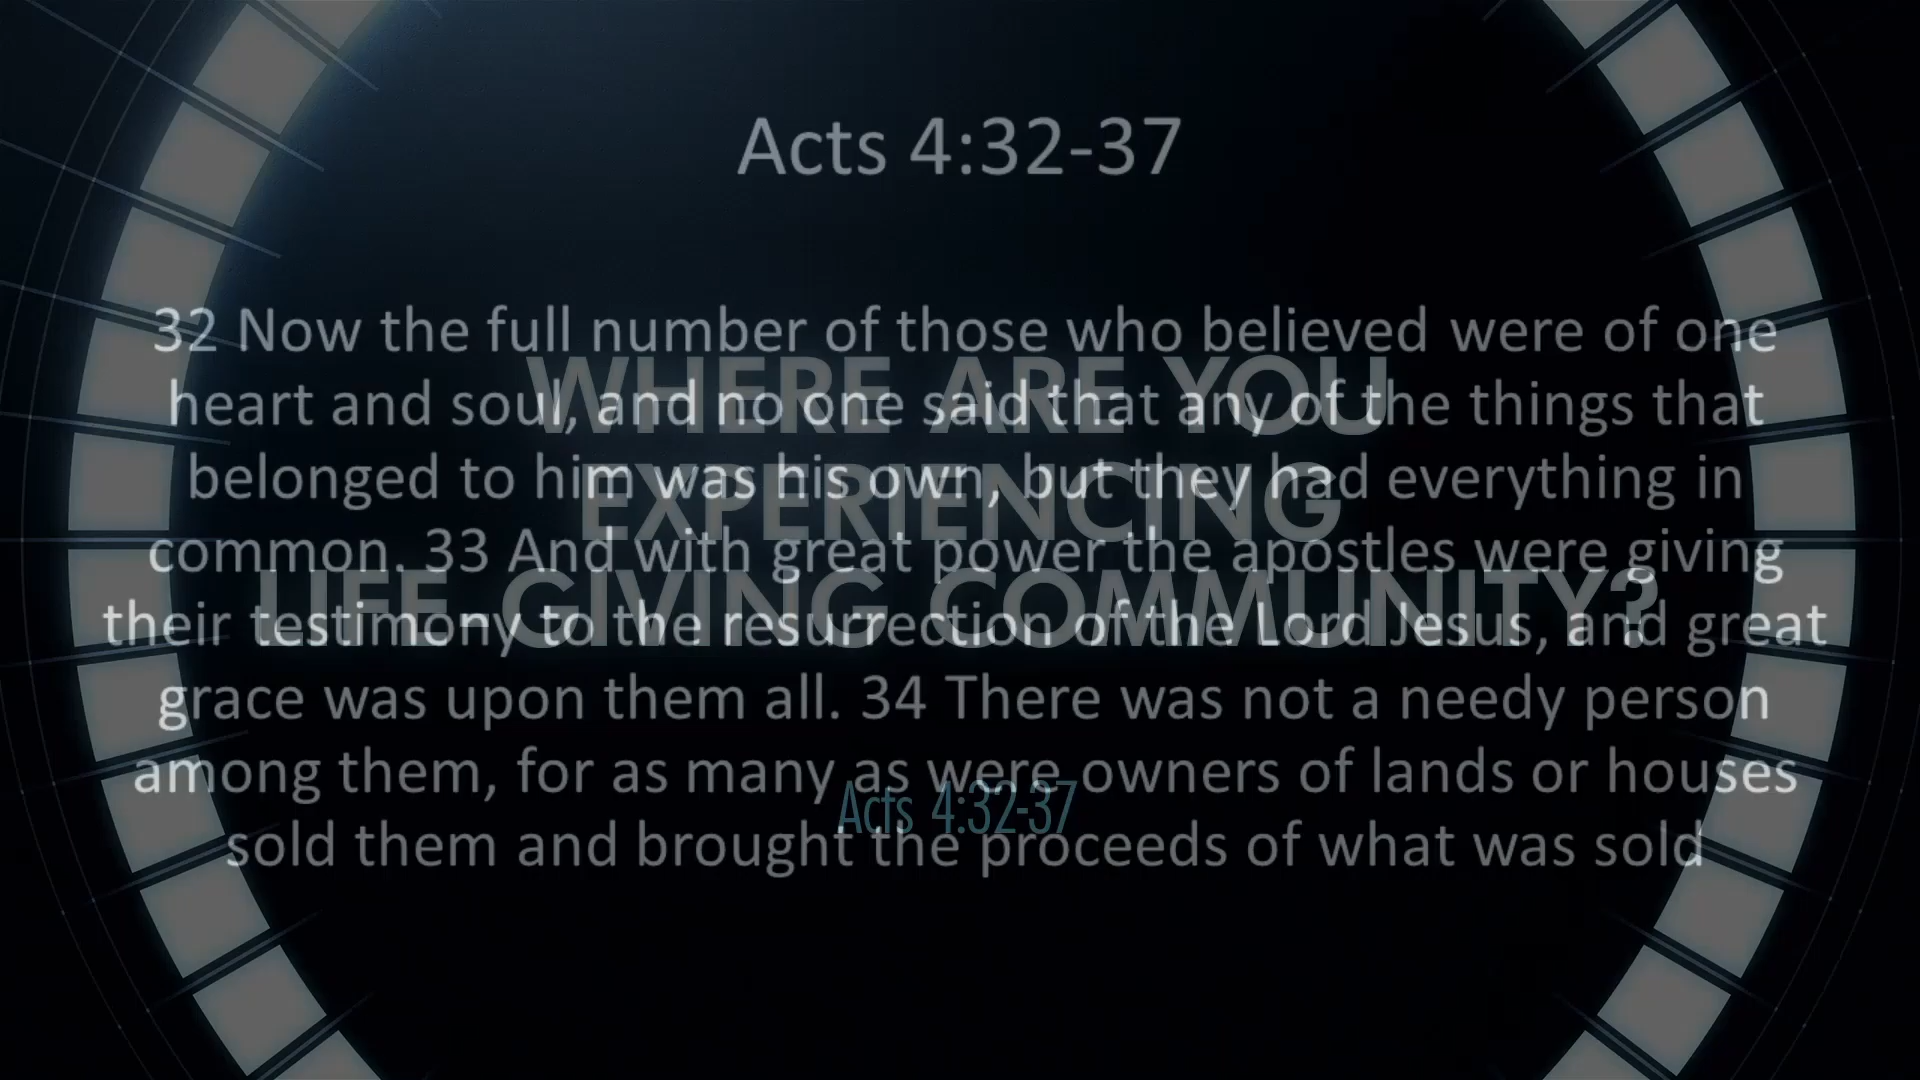 Acts 4:32-37
32 Now the full number of those who believed were of one
heart and soul, and no one said that any of the things that
belonged to him was his own, but they had everything in
common. 33 And with great power the apostles were giving
their testimony to the resurrection of the Lord Jesus, and great
grace was upon them all. 34 There was not a needy person
among them, for as many as were owners of lands or houses
sold them and brought the proceeds of what was sold
WHERE ARE YOU
EXPERIENCING
LIFE-GIVING COMMUNITY?
Acts 4:32-37